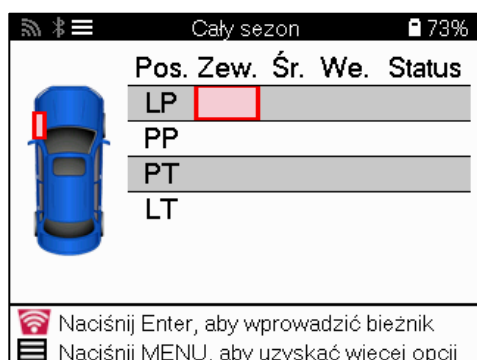 Cały sezon 73%
Pos. Zew. Śr. We. Status
LP
PP
PT
LT
Naciśnij Enter, aby wprowadzić bieżnik
Naciśnij MENU, aby uzyskać więcej opcji